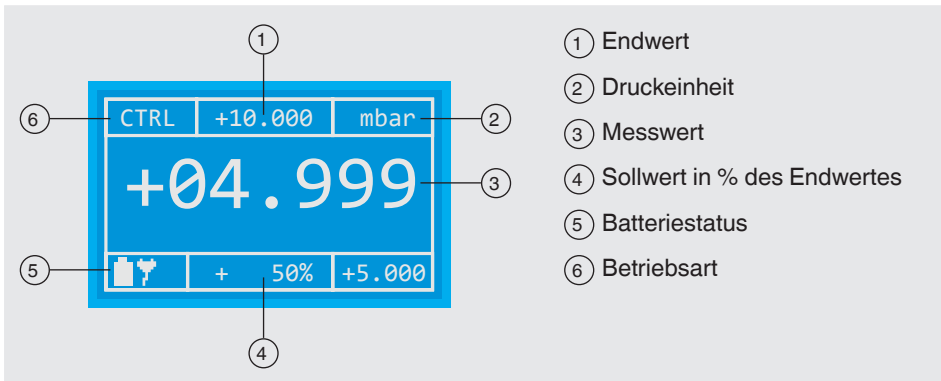 1
1 Endwert
2 Druckeinheit
6 CTRL +10.000 mbar 2
3 Messwert
+04.999 3
4 Sollwert in % des Endwertes
5 Batteriestatus
5 + 50% +5.000
6 Betriebsart
4